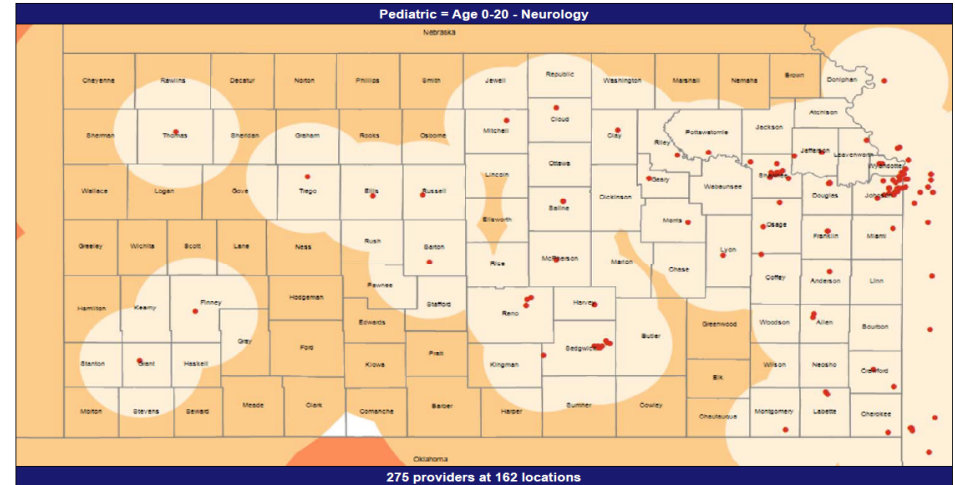 Pediatric = Age 0-20 - Neurology
Nebraska
Cheyenne Rawlins Decatur Norton Phillips Smith Jewell Republic Washington Marshall Nemaha Brown Doniphan
Atchison
Sherman Thomas Sheridan Graham Rooks Osborne Mitchell Cloud Clay Riley Pottawatomie Jackson Jefferson Leavenworth
Wyandotte
Wallace Logan Gove Trego Ellis Russell Lincoln Ottawa Saline Dickinson Geary Wabaunsee Shawnee Douglas Johnson
Greeley Wichita Scott Lane Ness Rush Barton Ellsworth Rice McPherson Marion Morris Chase Lyon Osage Franklin Miami
Hamilton Kearny Finney Hodgeman Pawnee Stafford Reno Harvey Coffey Anderson Linn
Stanton Grant Haskell Gray Ford Edwards Kiowa Pratt Kingman Sedgwick Butler Greenwood Woodson Allen Bourbon
Elk Wilson Neosho Crawford
Morton Stevens Seward Meade Clark Comanche Barber Harper Sumner Cowley Chautauqua Montgomery Labette Cherokee
Oklahoma
275 providers at 162 locations